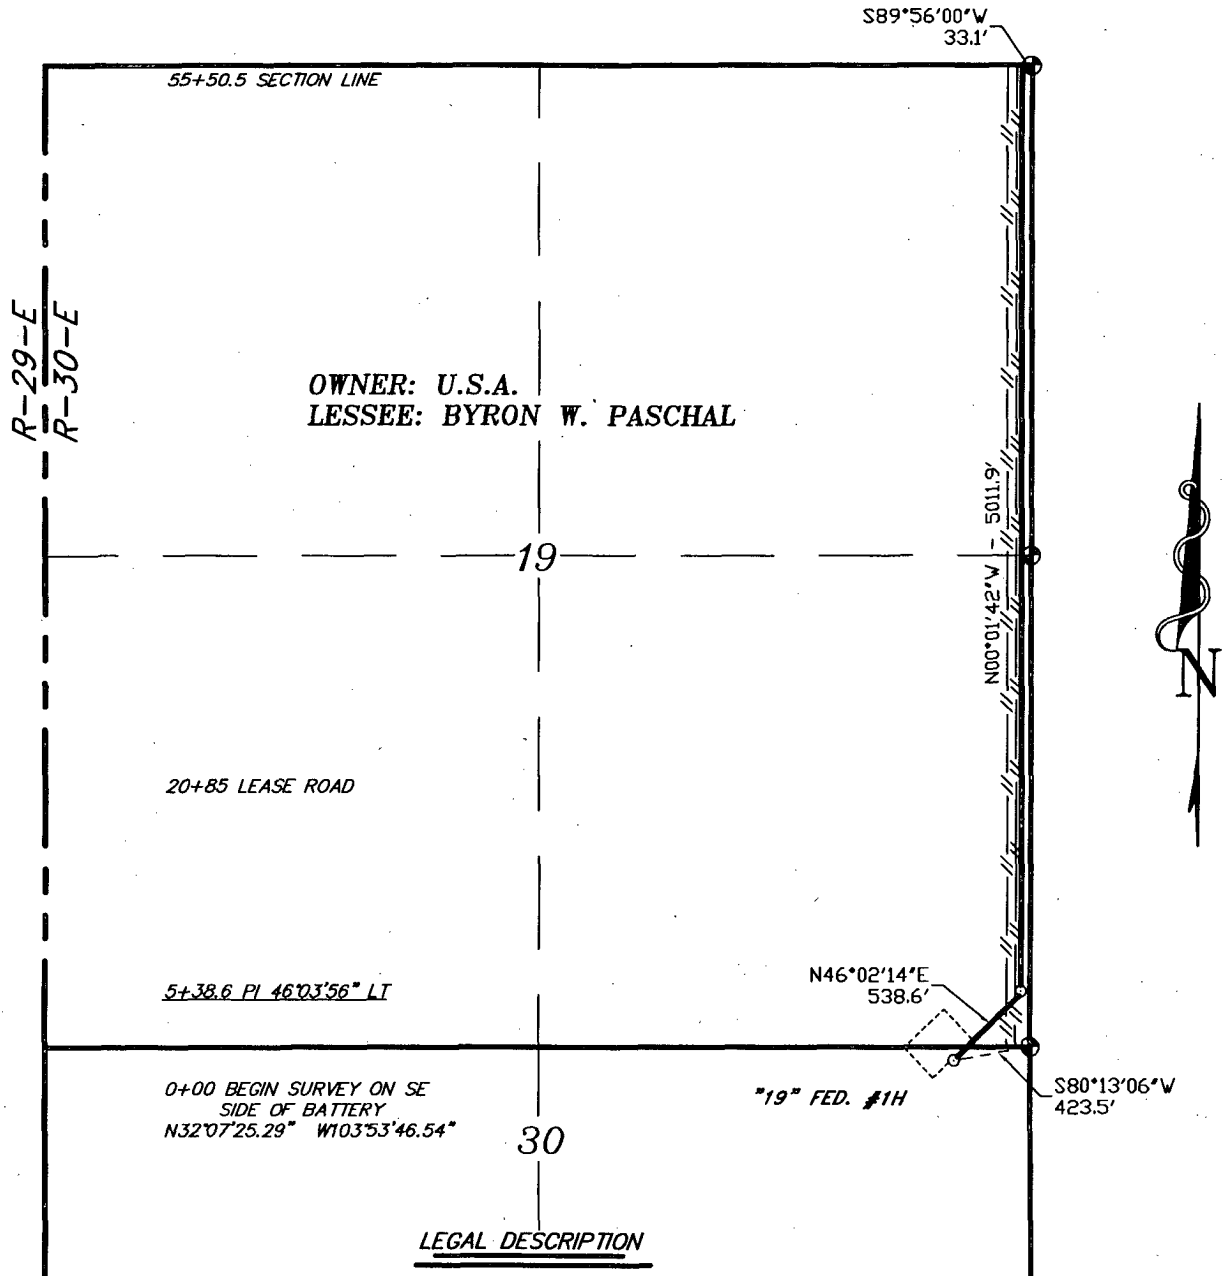 S89°56'00"W
33.1'
55+50.5 SECTION LINE
R-29-E
R-30-E
OWNER: U.S.A.
LESSEE: BYRON W. PASCHAL
N00°01'42"W - 5011.9'
19
N
20+85 LEASE ROAD
5+38.6 PI 46°03'56" LT
N46°02'14"E
538.6'
0+00 BEGIN SURVEY ON SE
SIDE OF BATTERY
N32°07'25.29" W103°53'46.54"
"19" FED. #1H
S80°13'06"W
423.5'
30
LEGAL DESCRIPTION